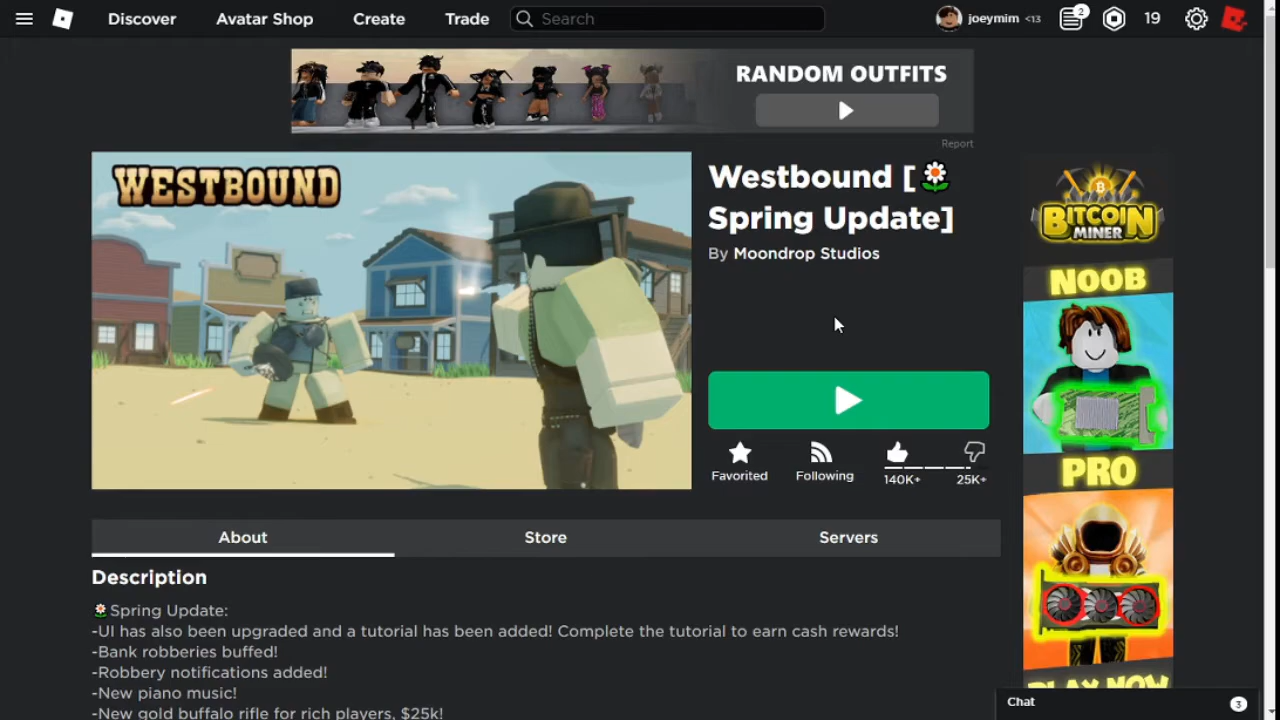 Discover
Avatar Shop
Create
Trade
Search
joeymim <13
2
19
RANDOM OUTFITS
Report
WESTBOUND
Westbound [🌼
Spring Update]
By Moondrop Studios
BITCOIN
MINER
NOOB
PRO
PLAY NOW
Favorited
Following
140K+
25K+
About
Store
Servers
Description
🌼Spring Update:
-UI has also been upgraded and a tutorial has been added! Complete the tutorial to earn cash rewards!
-Bank robberies buffed!
-Robbery notifications added!
-New piano music!
-New gold buffalo rifle for rich players, $25k!
Chat
3